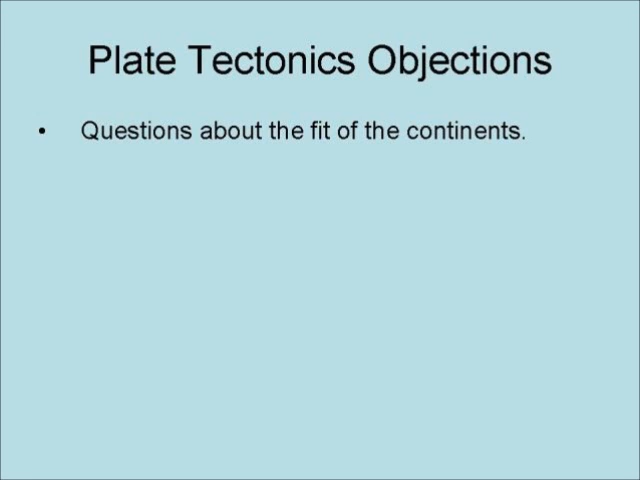 Plate Tectonics Objections
• Questions about the fit of the continents.